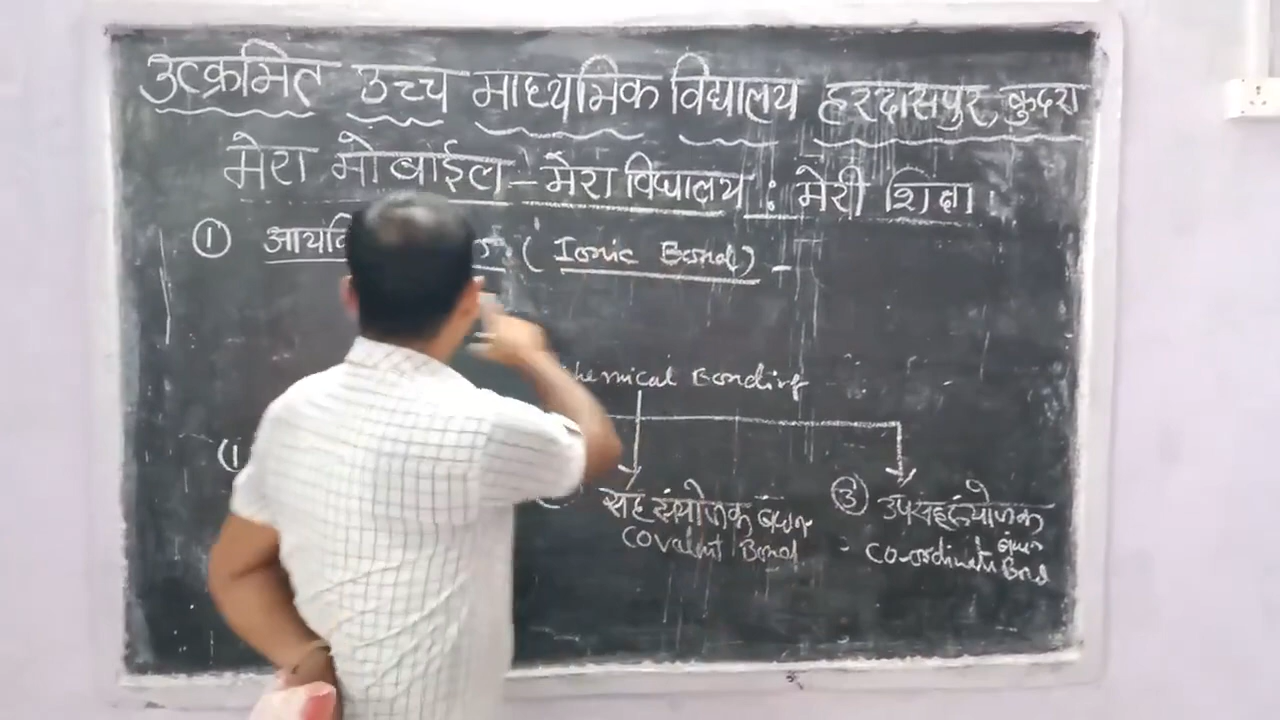 उत्क्रमित उच्च माध्यमिक विद्यालय हरदासपुर, कुदरा
मेरा मोबाईल - मेरा विद्यालय : मेरी शिक्षा
① (Ionic Bond) -
Chemical Bonding
सह संयोजक बंधन
Covalent Bond
③ उपसहसंयोजक बंधन
Co-ordinate Bond